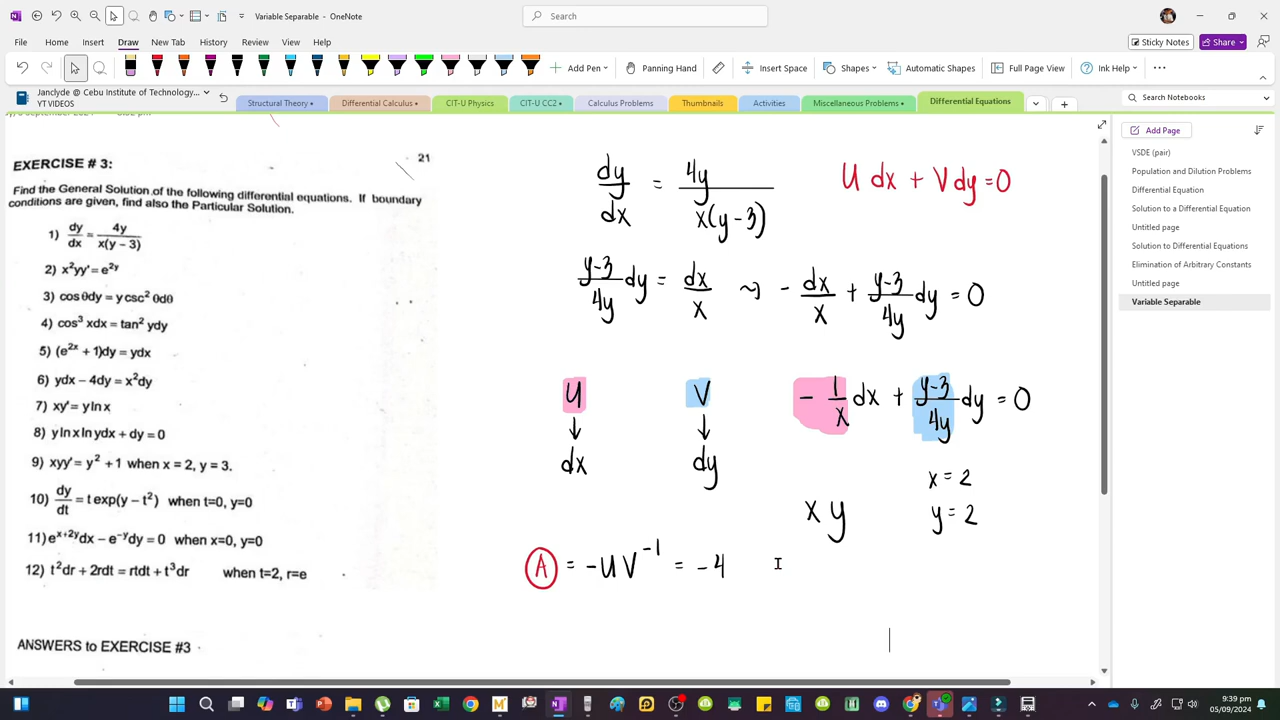 Variable Separable - OneNote
Search
File Home Insert Draw New Tab History Review View Help
Sticky Notes Share
Add Pen Panning Hand Insert Space Shapes Automatic Shapes Full Page View Ink Help
Janclyde @ Cebu Institute of Technology...
YT VIDEOS
Structural Theory Differential Calculus CIT-U Physics CIT-U CC2 Calculus Problems Thumbnails Activities Miscellaneous Problems Differential Equations
Search Notebooks
Add Page
VSDE (pair)
Population and Dilution Problems
Differential Equation
Solution to a Differential Equation
Untitled page
Solution to Differential Equations
Elimination of Arbitrary Constants
Untitled page
Variable Separable
21
EXERCISE # 3:
Find the General Solution of the following differential equations. If boundary
conditions are given, find also the Particular Solution.
1) dy/dx = 4y/x(y – 3)
2) x²yy' = e²ʸ
3) cos θdθ = y csc² θdθ
4) cos³ xdx = tan² ydy
5) (e²ˣ + 1)dy = ydx
6) ydx – 4dy = x²dy
7) xy' = y ln x
8) y ln x ln ydx + dy = 0
9) xyy' = y² + 1 when x = 2, y = 3.
10) dy/dt = t exp(y – t²) when t=0, y=0
11) eˣ⁺²ʸdx – e⁻ʸdy = 0 when x=0, y=0
12) t²dr + 2rdt = rtdt + t³dr when t=2, r=e
ANSWERS to EXERCISE #3
dy/dx = 4y/x(y-3)
U dx + V dy = 0
y-3/4y dy = dx/x ⇝ - dx/x + y-3/4y dy = 0
U V - 1/x dx + y-3/4y dy = 0
↓ ↓
dx dy
x = 2
x y y = 2
A = -UV⁻¹ = -4
9:39 pm
05/09/2024